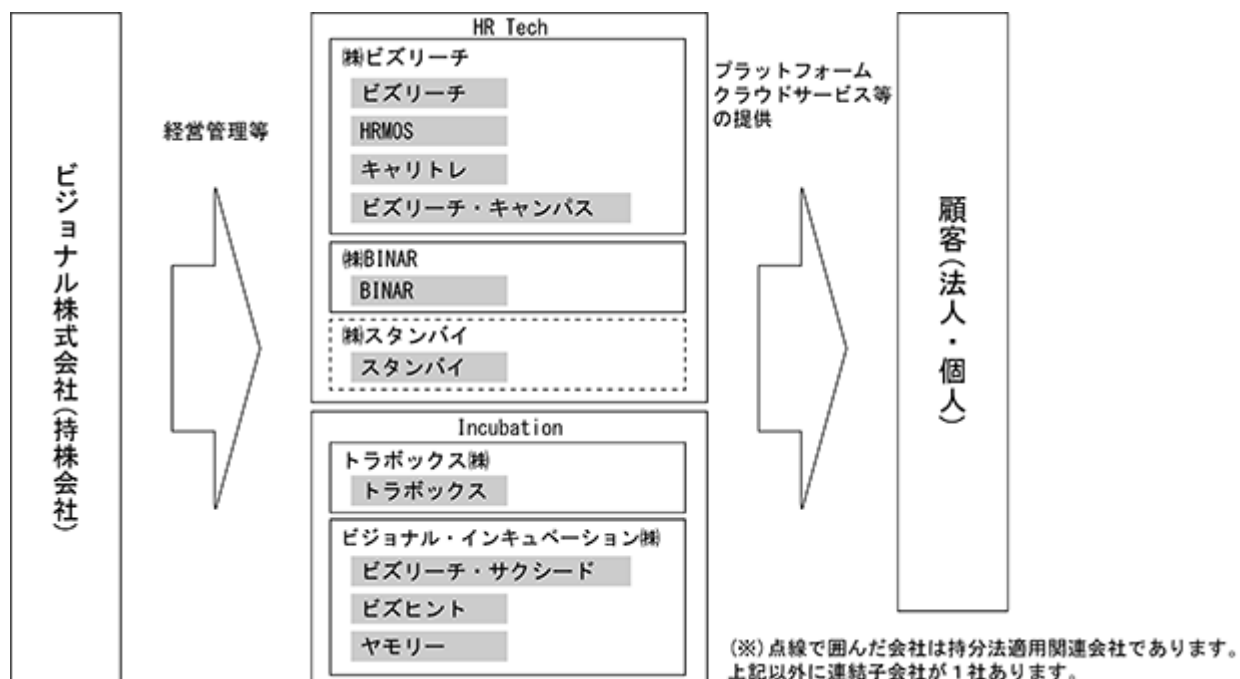 ビジョナル株式会社(持株会社)
経営管理等
HR Tech
㈱ビズリーチ
ビズリーチ
HRMOS
キャリトレ
ビズリーチ・キャンパス
㈱BINAR
BINAR
㈱スタンバイ
スタンバイ
Incubation
トラボックス㈱
トラボックス
ビジョナル・インキュベーション㈱
ビズリーチ・サクシード
ビズヒント
ヤモリー
プラットフォーム
クラウドサービス等
の提供
顧客(法人・個人)
(※)点線で囲んだ会社は持分法適用関連会社であります。
上記以外に連結子会社が1社あります。